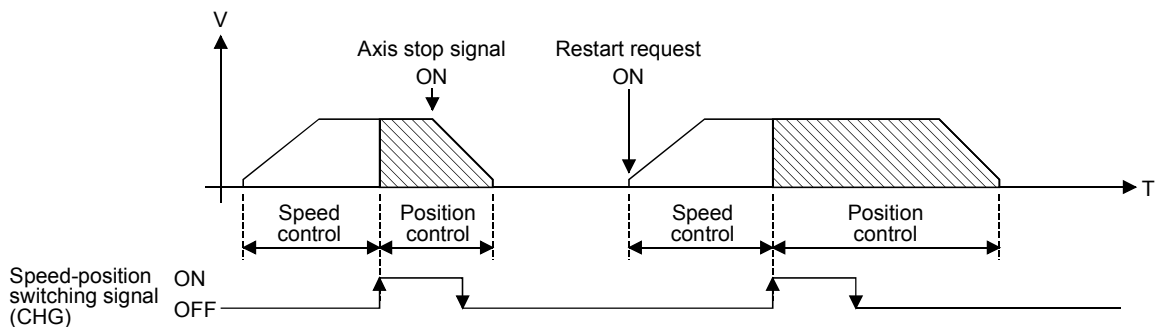 V
Axis stop signal
ON
Restart request
ON
T
Speed
control
Position
control
Speed
control
Position
control
Speed-position
switching signal
(CHG)
ON
OFF